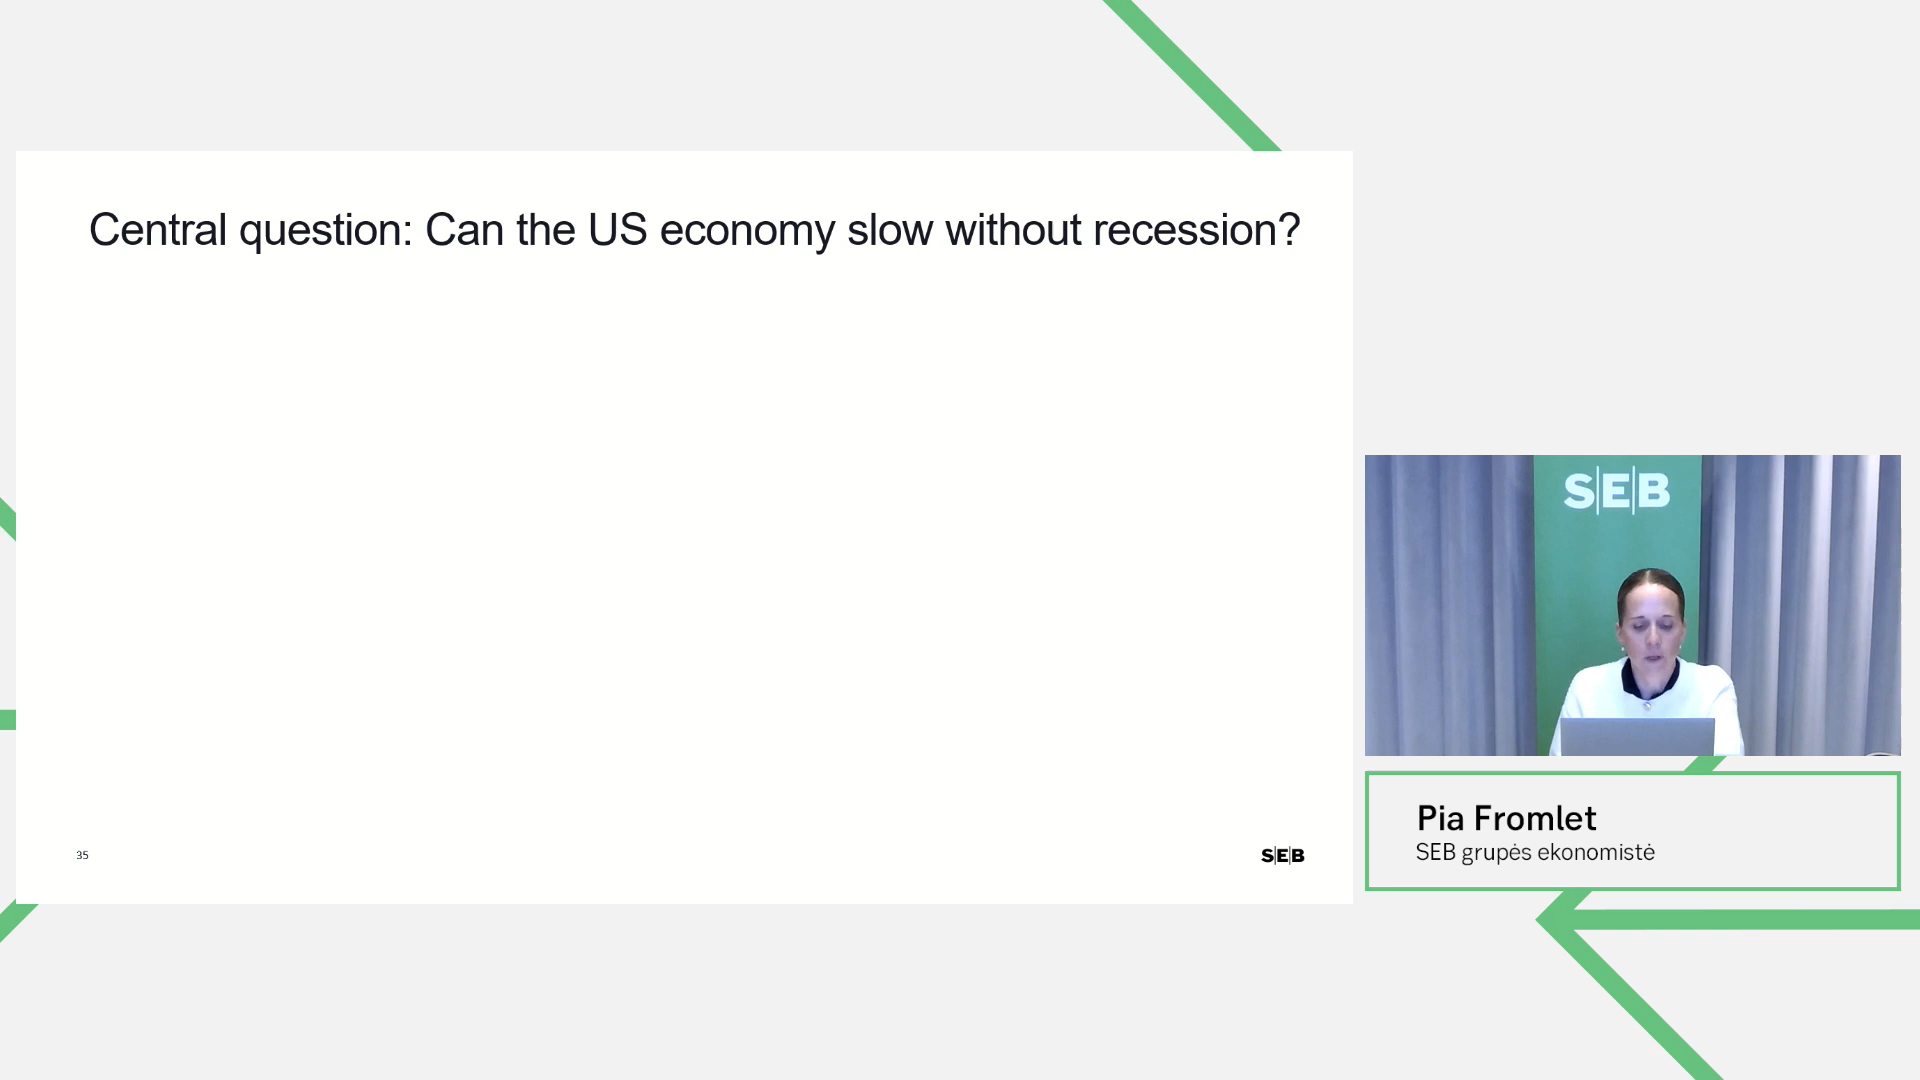 Central question: Can the US economy slow without recession?
35
SEB
SEB
Pia Fromlet
SEB grupės ekonomistė